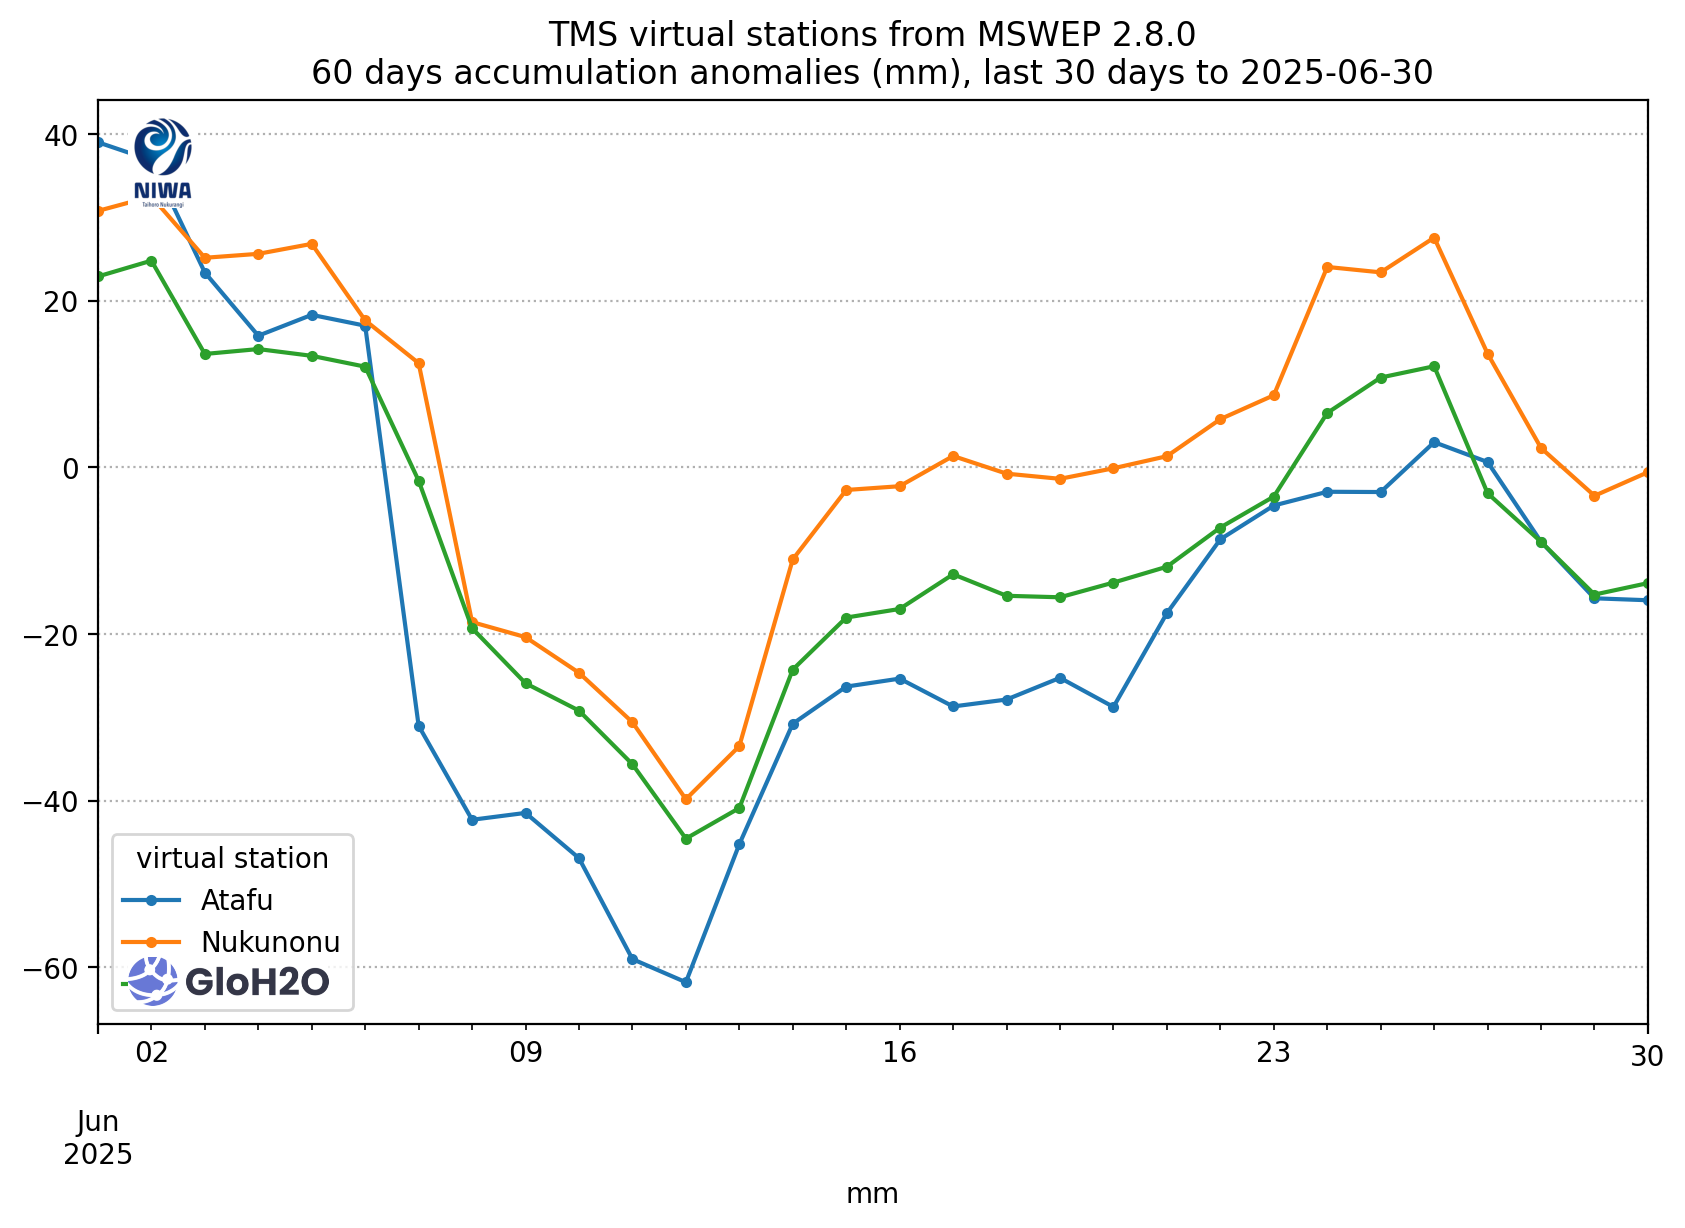 TMS virtual stations from MSWEP 2.8.0
60 days accumulation anomalies (mm), last 30 days to 2025-06-30
40
20
0
−20
−40
−60
NIWA
Taihoro Nukurangi
virtual station
Atafu
Nukunonu
GloH2O
02
09
16
23
30
Jun
2025
mm